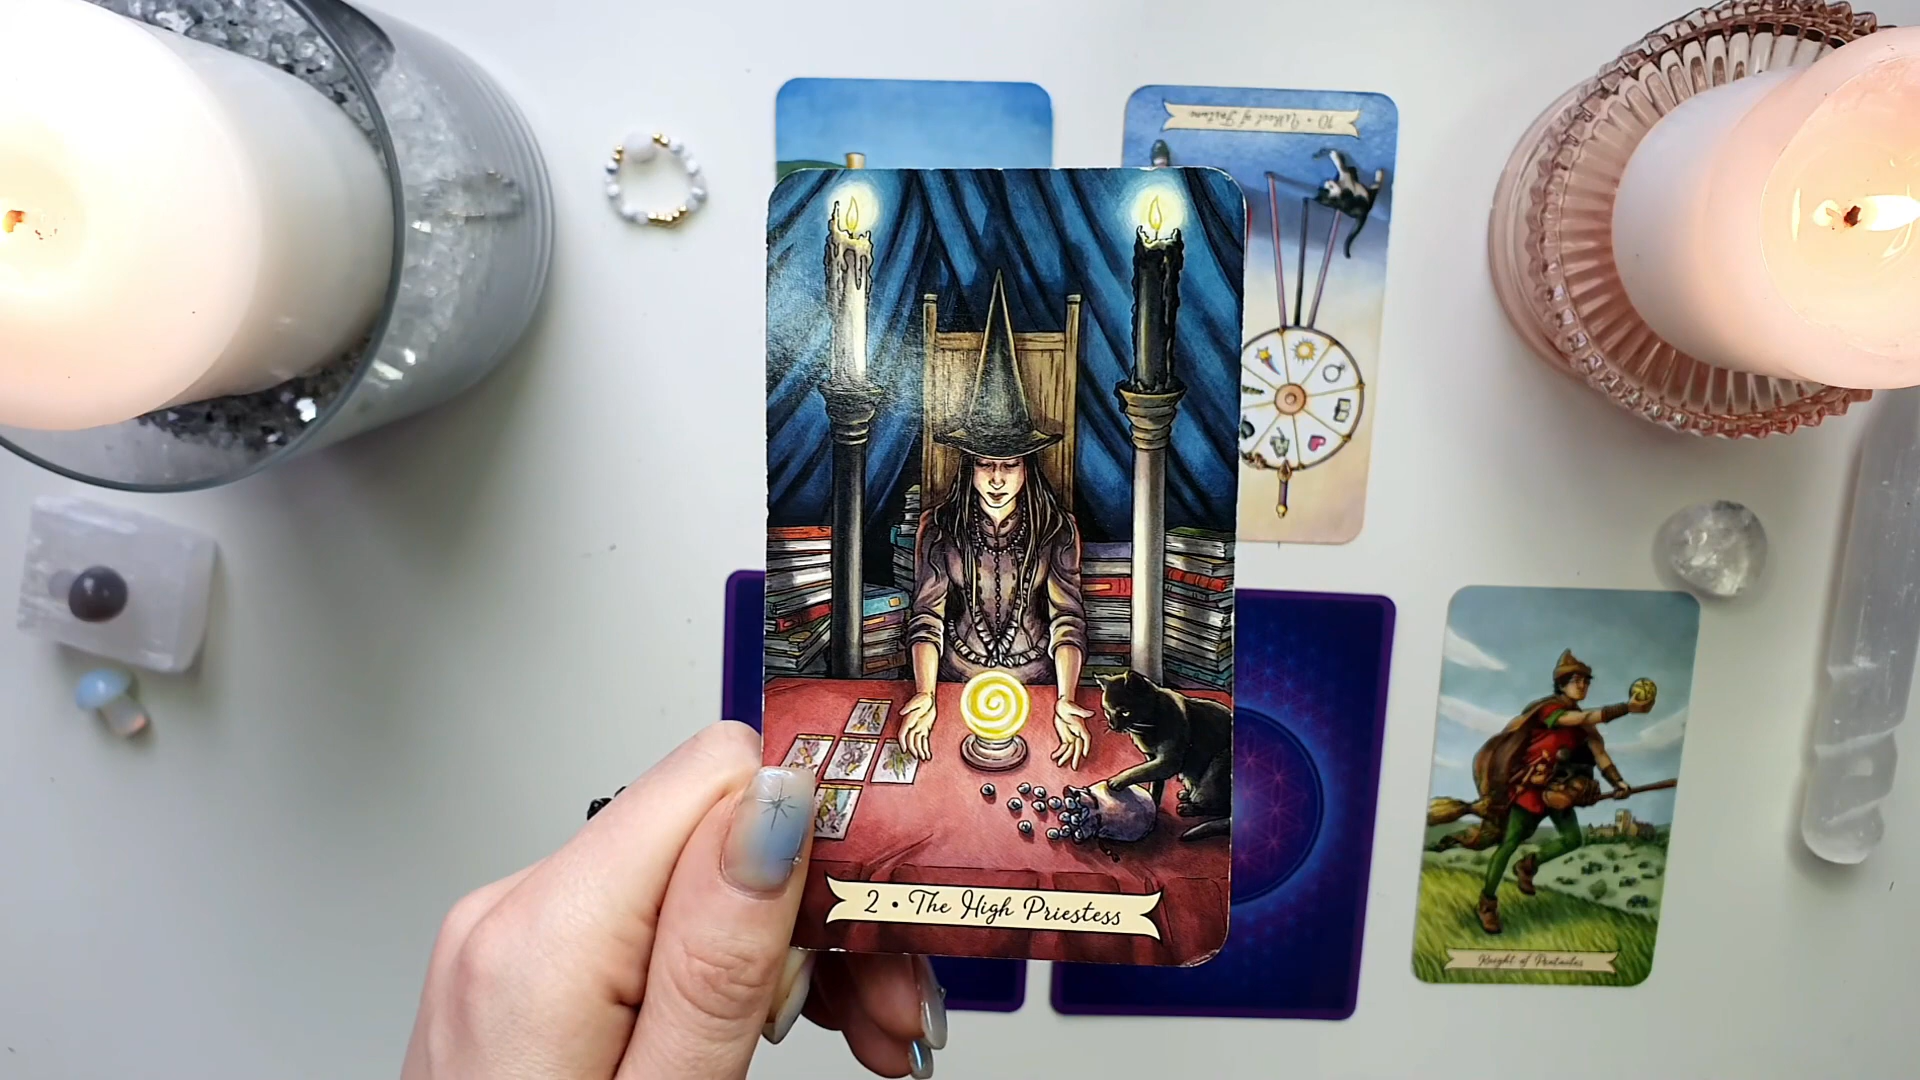 10 • Wheel of Fortune
2 • The High Priestess
Knight of Pentacles